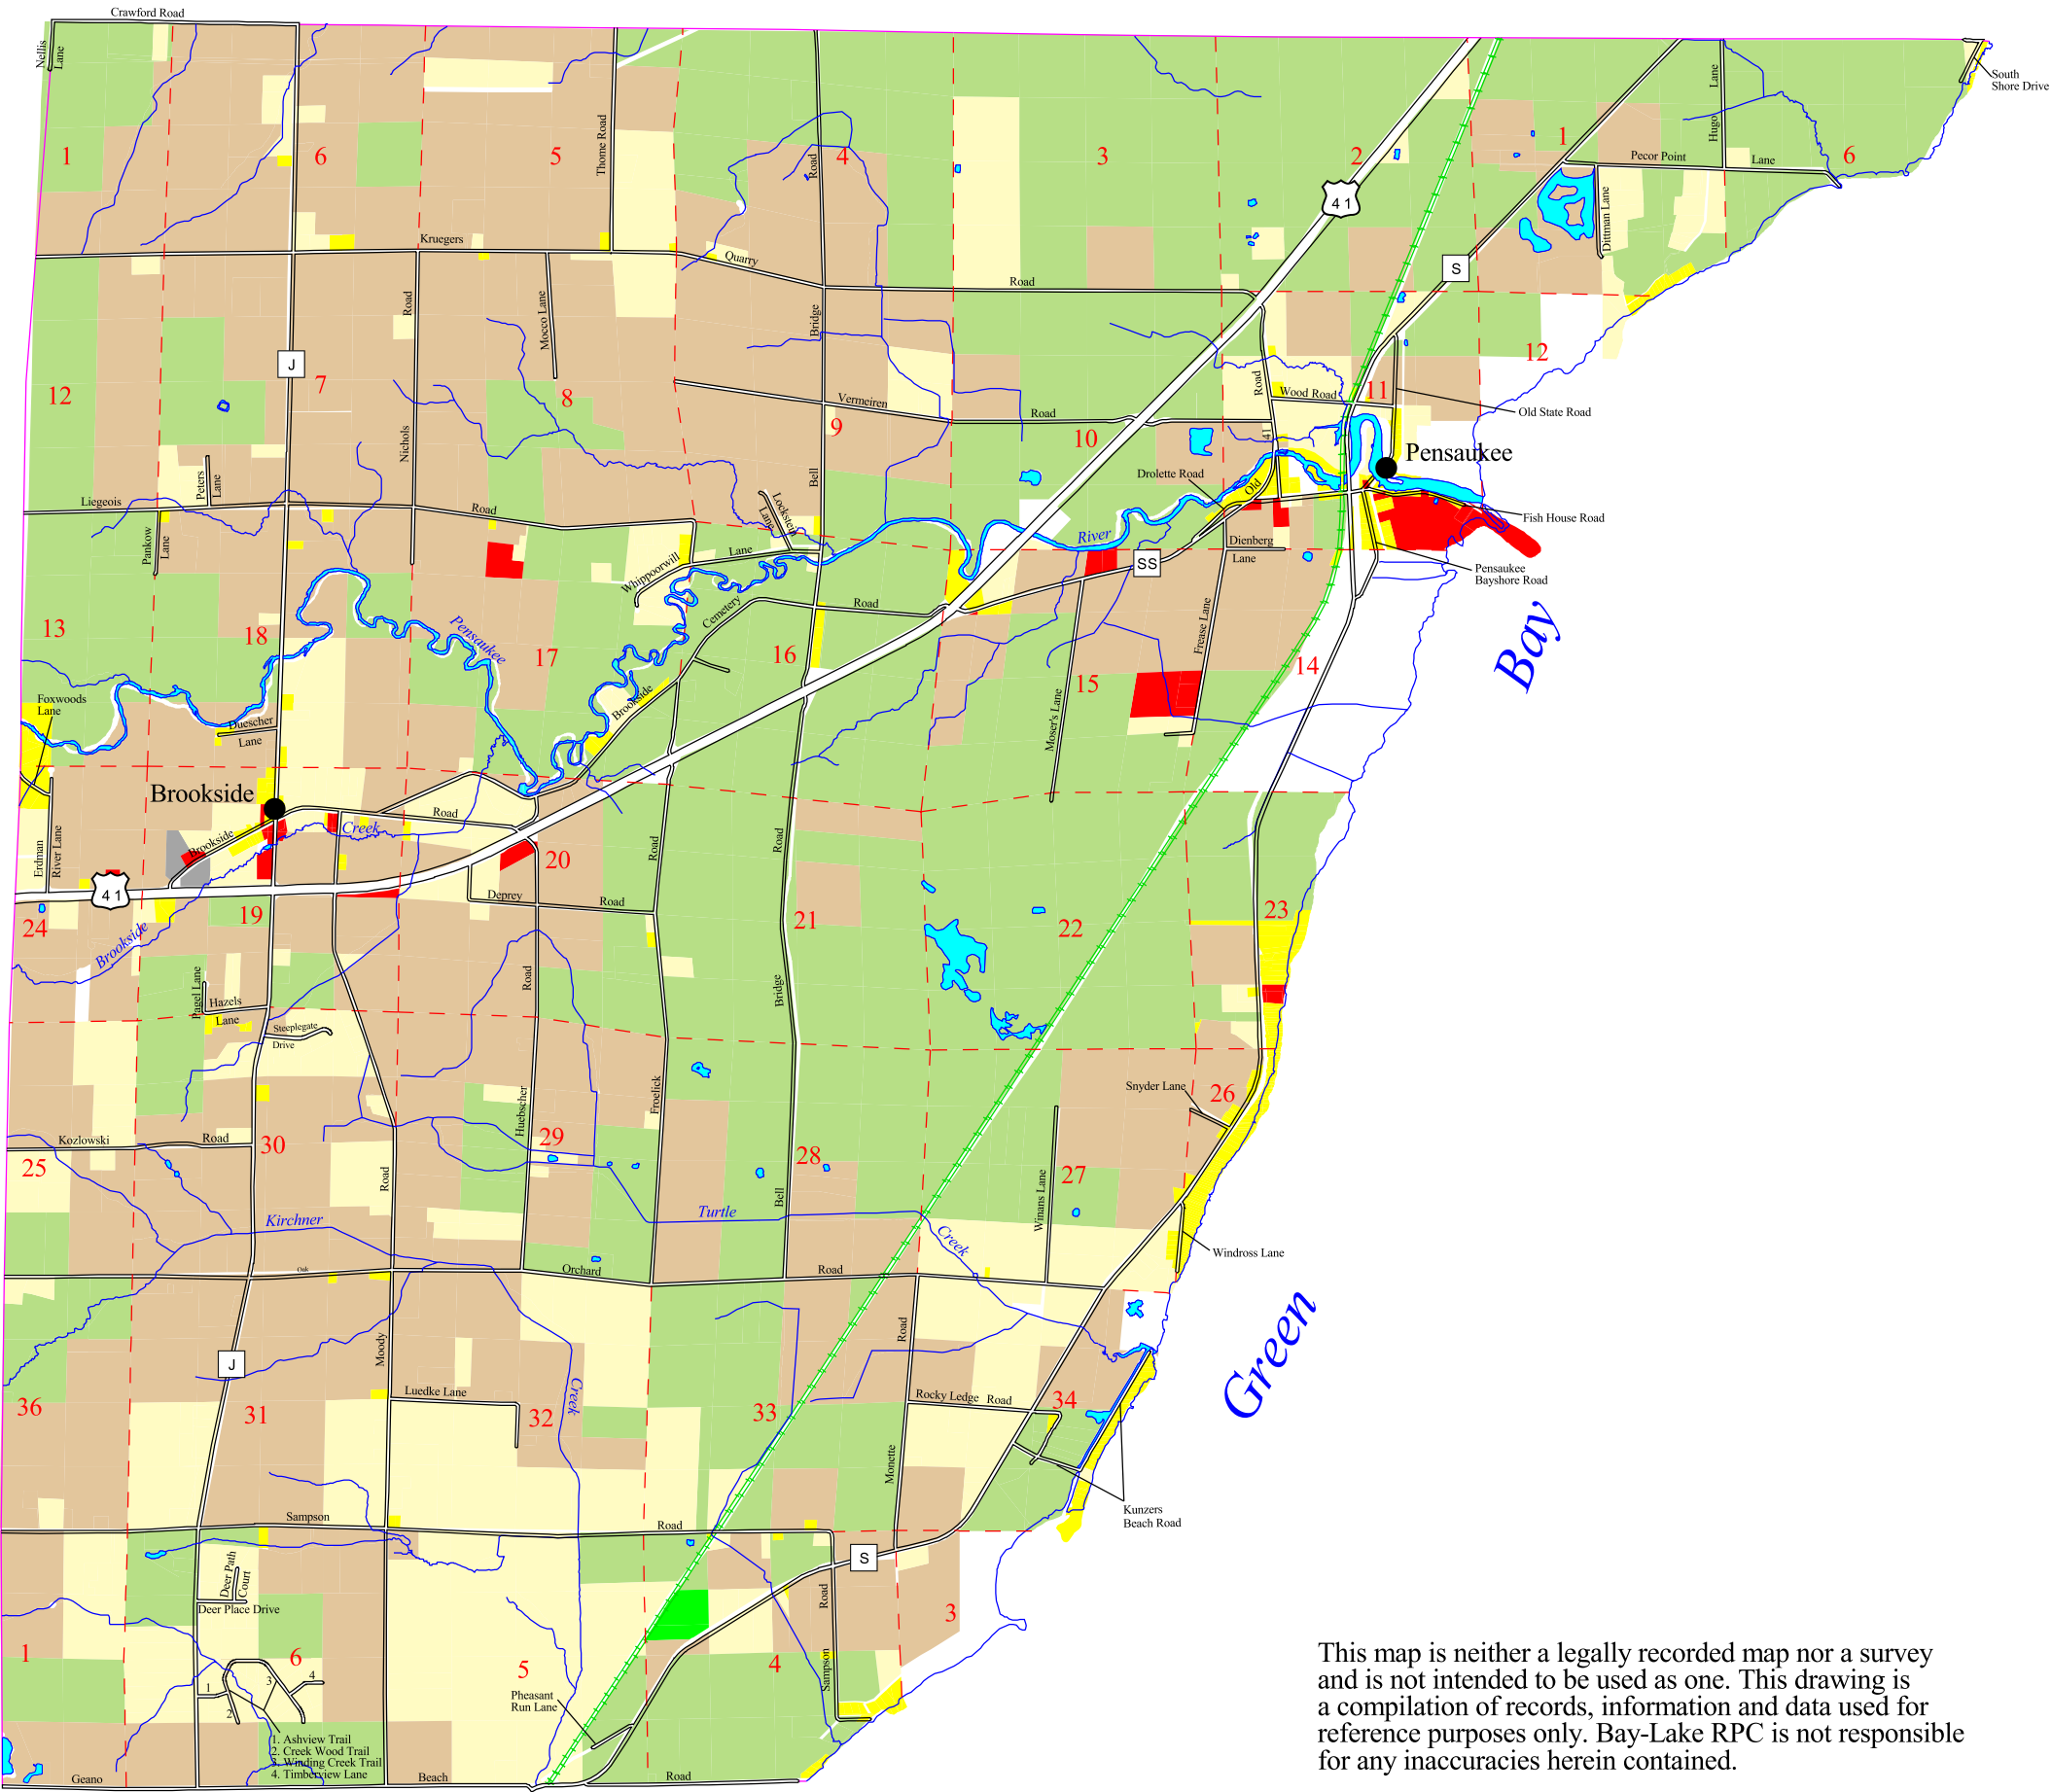 Crawford Road
Nellis
Lane
South
Shore Drive
Hugo
Lane
Thorne Road
Road
1
6
5
4
3
2
1
6
Pecor Point
Lane
41
Dittman Lane
Kruegers
Quarry
Road
S
Road
Mocco Lane
Bridge
J
12
7
8
9
10
11
12
Vermeiren
Road
Road
Wood Road
Old State Road
Nichols
Bell
41
Pensaukee
Drolette Road
Old
Peters
Lane
Liegeois
Road
Lockstein
Lane
Fish House Road
Pankow
Lane
Whippoorwill
Lane
River
SS
Dienberg
Lane
Pensaukee
Bayshore Road
Cemetery
Road
Frease Lane
Bay
13
18
Pensaukee
17
16
15
14
Foxwoods
Lane
Duescher
Lane
Brookside
Moser's Lane
Brookside
Road
Creek
Brookside
Erdman
River Lane
Road
Road
20
41
Deprey
Road
24
19
21
22
23
Brookside
Pagel Lane
Hazels
Lane
Road
Bridge
Steeplegate
Drive
Huebscher
Froelick
Snyder Lane
26
Kozlowski
Road
25
30
29
28
27
Road
Bell
Winans Lane
Kirchner
Turtle
Creek
Windross Lane
Oak
Orchard
Road
Green
J
Moody
Road
Luedke Lane
Creek
Rocky Ledge Road
36
31
32
33
34
Monette
Kunzers
Beach Road
Sampson
Road
S
Deer Path
Court
Deer Place Drive
Road
3
1
6
5
4
Sampson
1
2
3
4
Pheasant
Run Lane
1. Ashview Trail
2. Creek Wood Trail
3. Winding Creek Trail
4. Timberview Lane
Geano
Beach
Road
This map is neither a legally recorded map nor a survey
and is not intended to be used as one. This drawing is
a compilation of records, information and data used for
reference purposes only. Bay-Lake RPC is not responsible
for any inaccuracies herein contained.